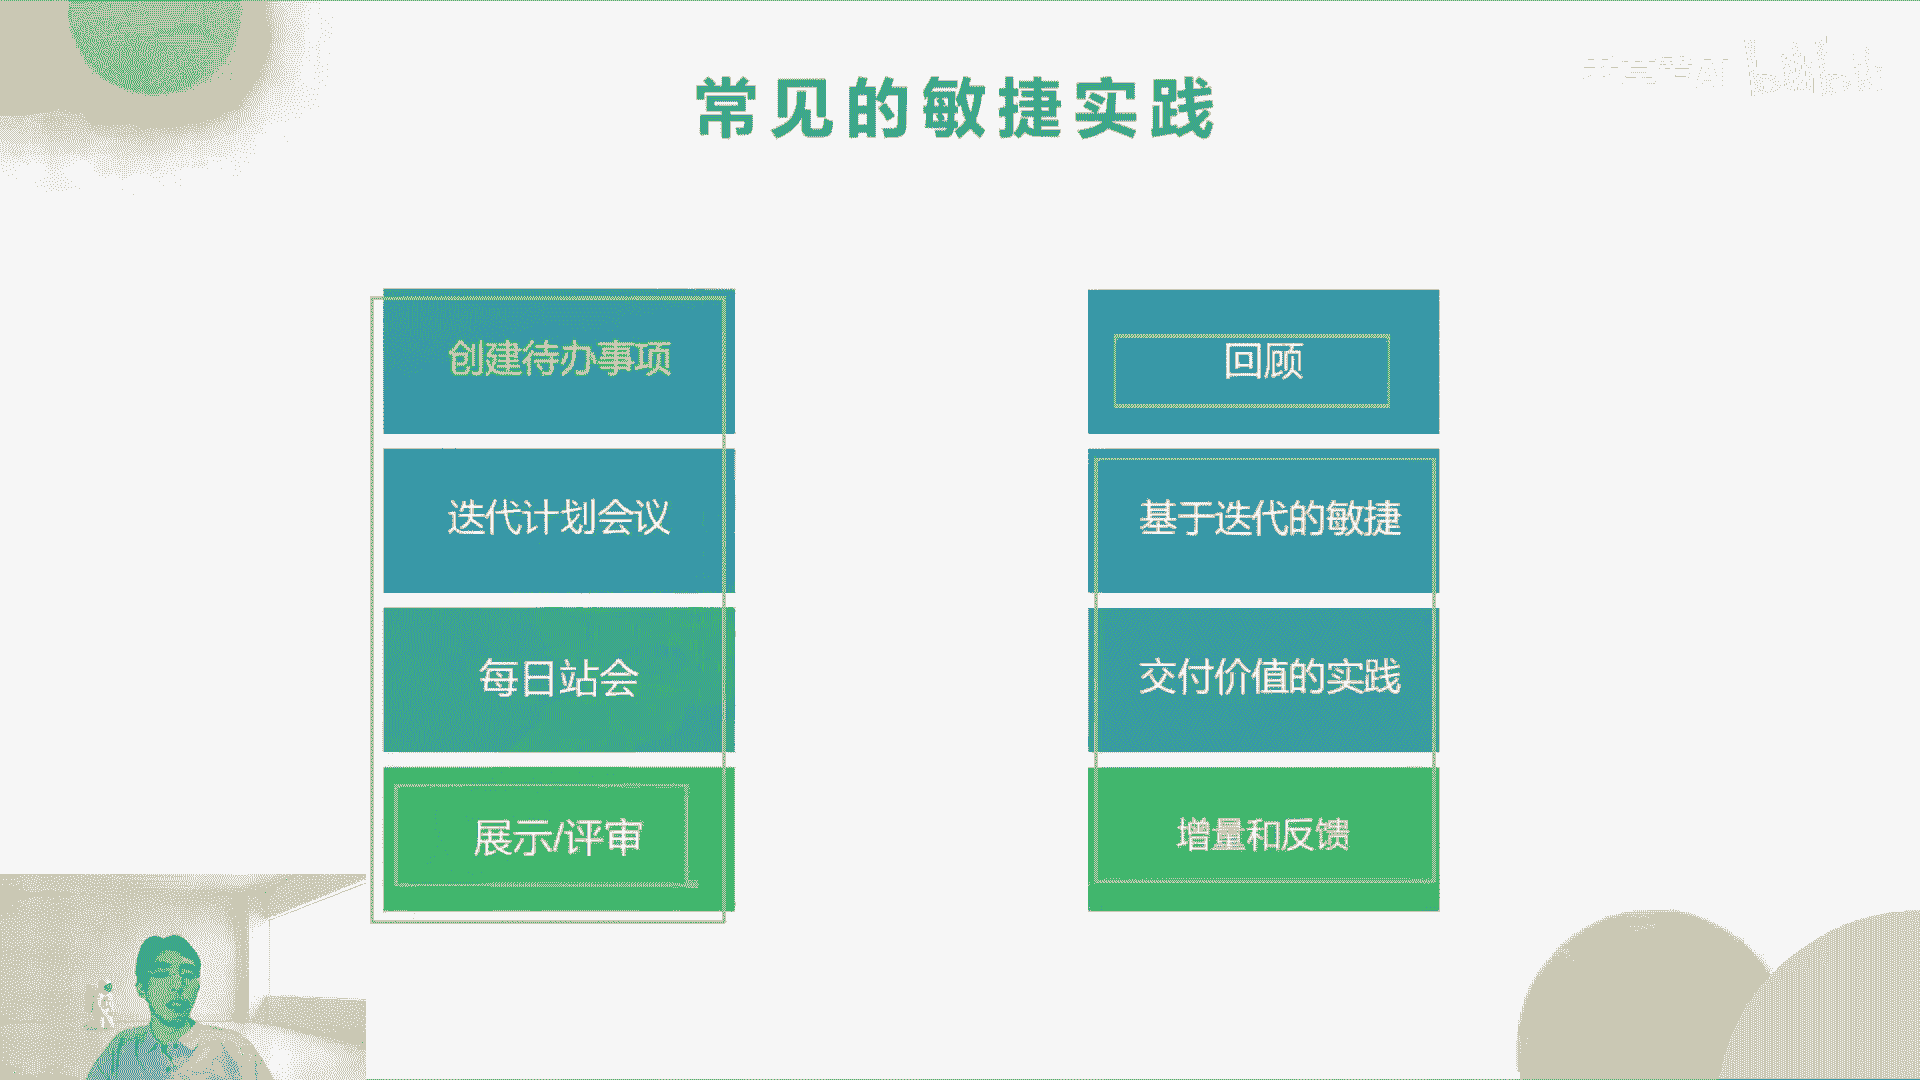 常见的敏捷实践
创建待办事项
迭代计划会议
每日站会
展示/评审
回顾
基于迭代的敏捷
交付价值的实践
增量和反馈